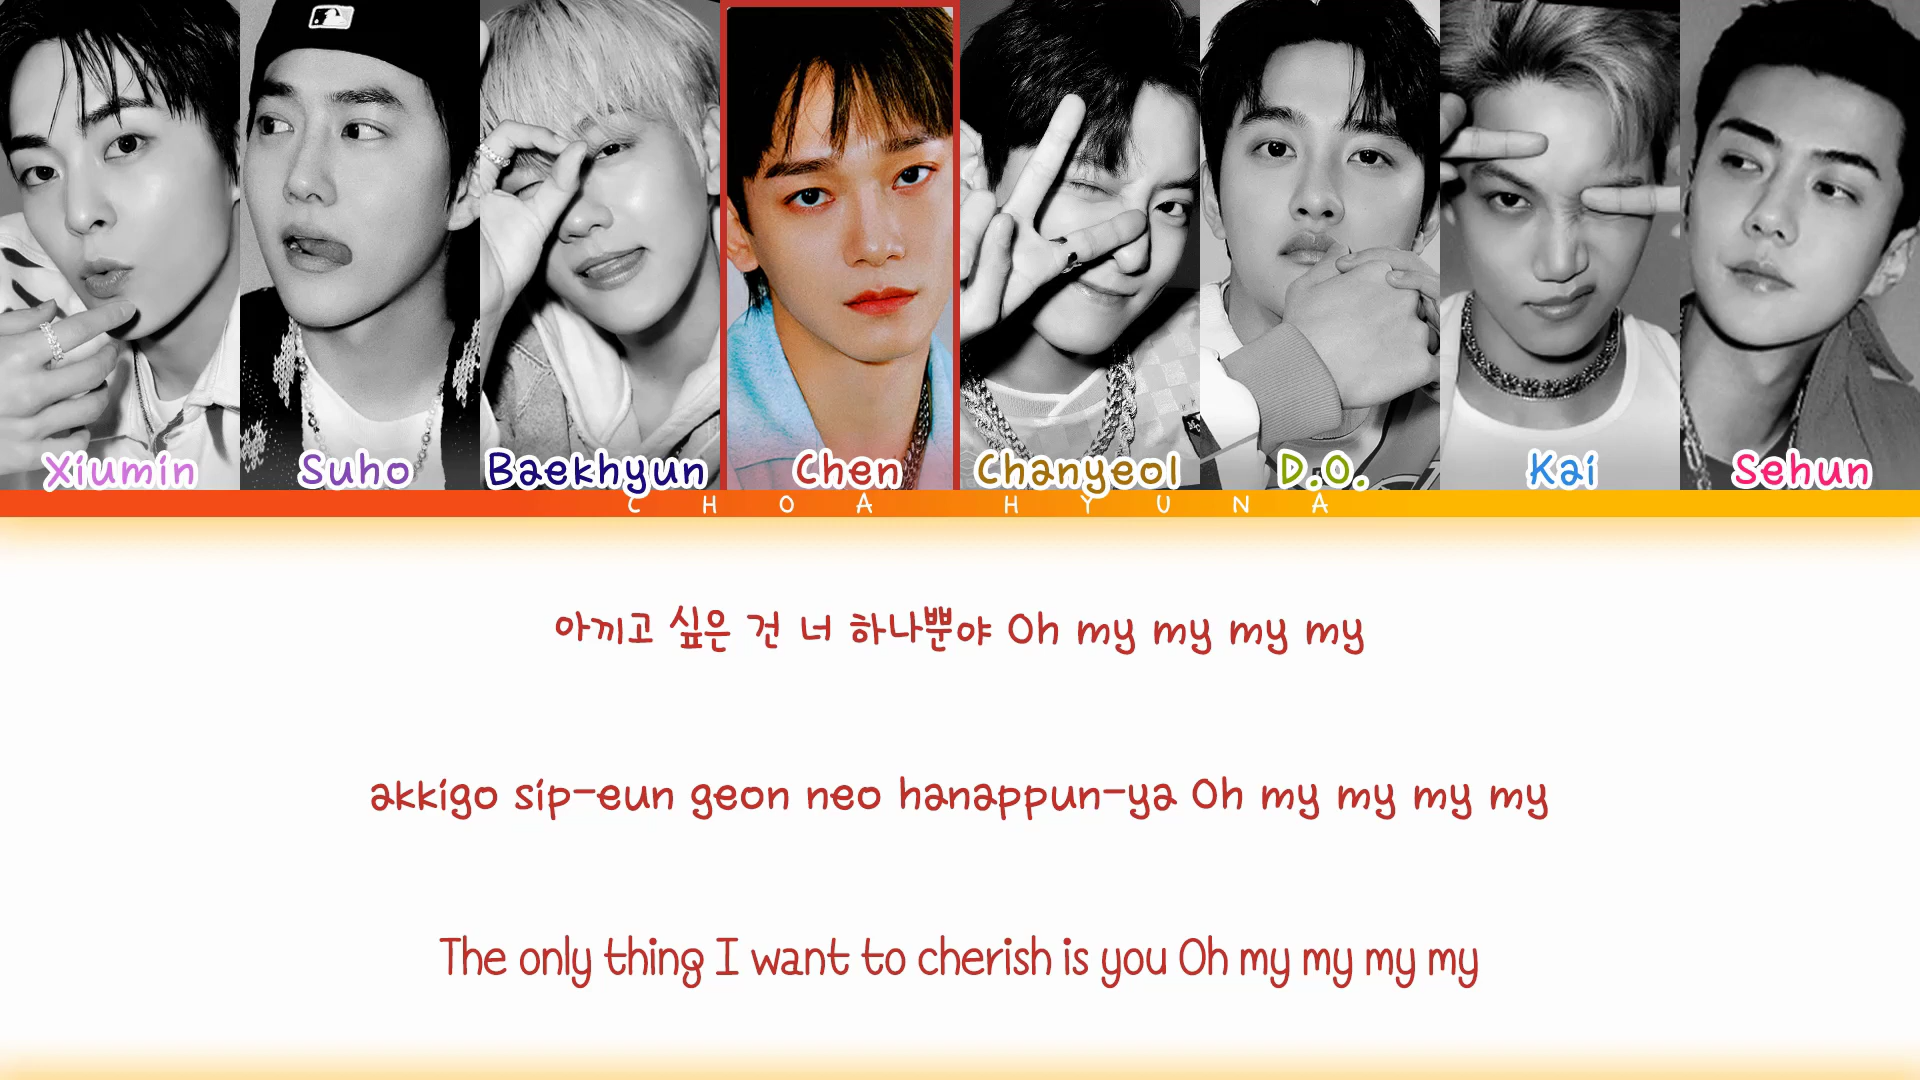 Xiumin Suho Baekhyun Chen Chanyeol D.O. Kai Sehun
CHOA HYUNA
아끼고 싶은 건 너 하나뿐야 Oh my my my my
akkigo sip-eun geon neo hanappun-ya Oh my my my my
The only thing I want to cherish is you Oh my my my my